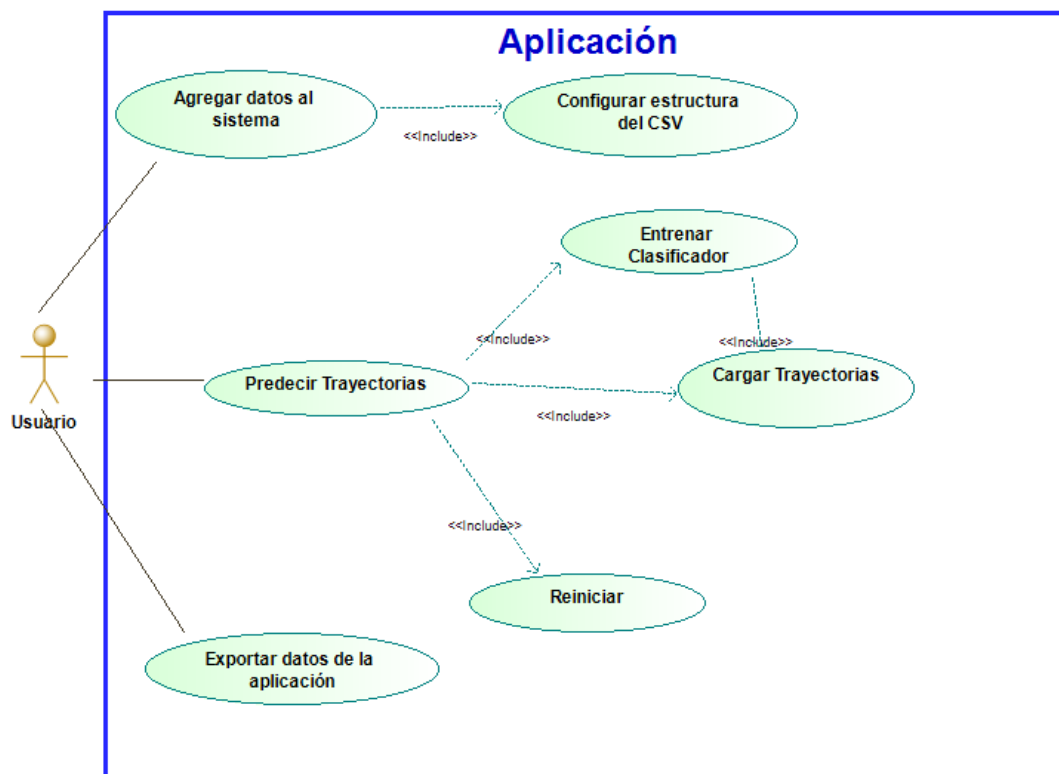 Aplicación
Agregar datos al
sistema
<<Include>>
Configurar estructura
del CSV
Entrenar
Clasificador
<<Include>>
<<Include>>
Usuario
Predecir Trayectorias
Cargar Trayectorias
<<Include>>
<<Include>>
Reiniciar
Exportar datos de la
aplicación